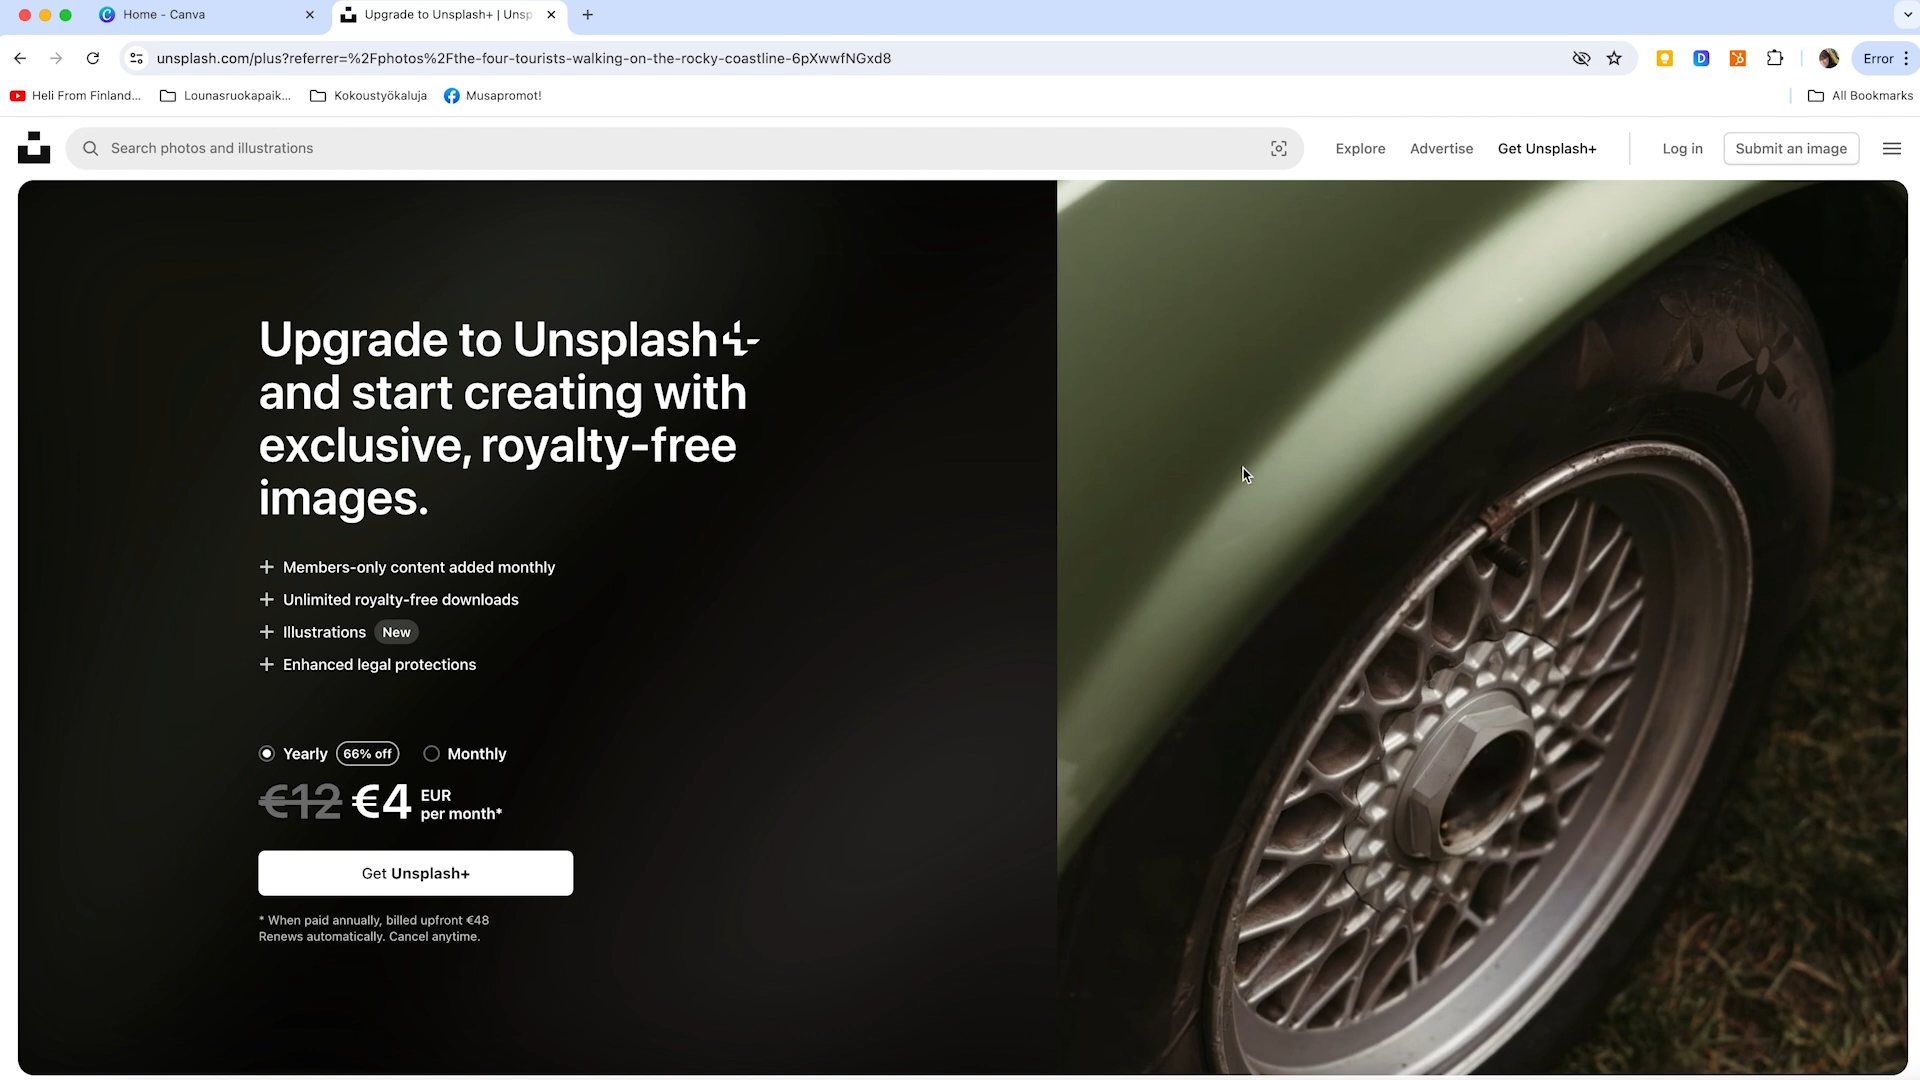 Home - Canva
Upgrade to Unsplash+ | Unsp
unsplash.com/plus?referrer=%2Fphotos%2Fthe-four-tourists-walking-on-the-rocky-coastline-6pXwwfNGxd8
Error
Heli From Finland...
Lounasruokapaik...
Kokoustyökaluja
Musapromot!
All Bookmarks
Search photos and illustrations
Explore
Advertise
Get Unsplash+
Log in
Submit an image
Upgrade to Unsplash+
and start creating with
exclusive, royalty-free
images.
Members-only content added monthly
Unlimited royalty-free downloads
Illustrations New
Enhanced legal protections
Yearly 66% off Monthly
€12 €4 EUR
per month*
Get Unsplash+
* When paid annually, billed upfront €48
Renews automatically. Cancel anytime.